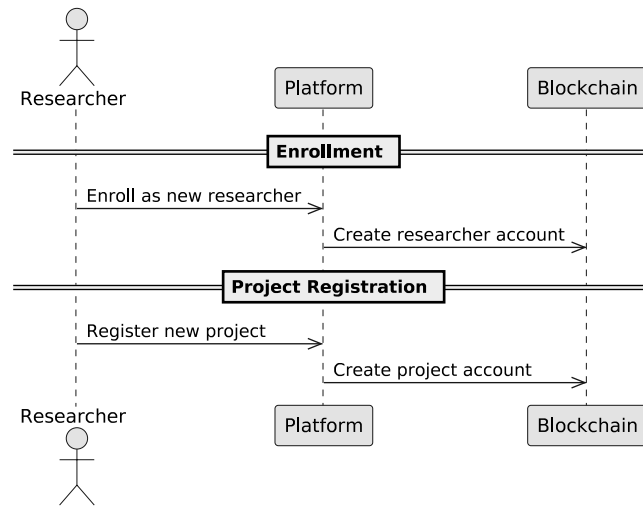 Researcher
Platform
Blockchain
Enrollment
Enroll as new researcher
Create researcher account
Project Registration
Register new project
Create project account
Researcher
Platform
Blockchain